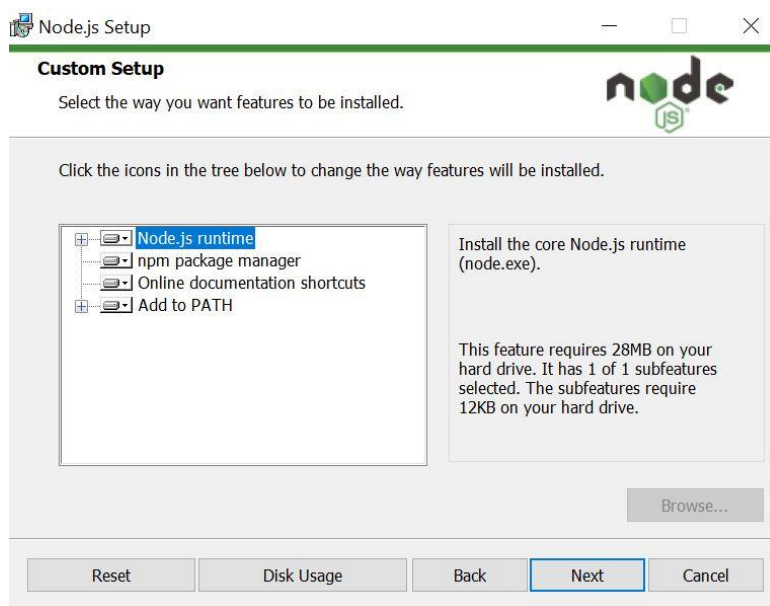 Node.js Setup
Custom Setup
Select the way you want features to be installed.
node
JS
Click the icons in the tree below to change the way features will be installed.
Node.js runtime
npm package manager
Online documentation shortcuts
Add to PATH
Install the core Node.js runtime
(node.exe).
This feature requires 28MB on your
hard drive. It has 1 of 1 subfeatures
selected. The subfeatures require
12KB on your hard drive.
Browse...
Reset
Disk Usage
Back
Next
Cancel